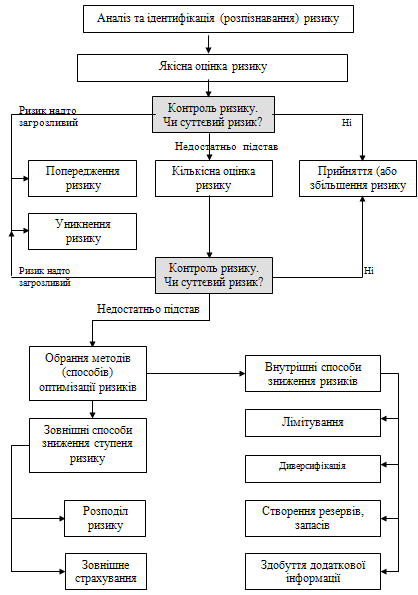 Аналіз та ідентифікація (розпізнавання) ризику
Якісна оцінка ризику
Ризик надто
загрозливий
Контроль ризику.
Чи суттєвий ризик?
Ні
Недостатньо підстав
Попередження
ризику
Кількісна оцінка
ризику
Прийняття (або
збільшення ризику
Уникнення
ризику
Ризик надто
загрозливий
Контроль ризику.
Чи суттєвий ризик?
Ні
Недостатньо підстав
Обрання методів
(способів)
оптимізації ризиків
Внутрішні способи
зниження ризиків
Зовнішні способи
зниження ступеня
ризику
Лімітування
Диверсифікація
Розподіл
ризику
Створення резервів,
запасів
Зовнішне
страхування
Здобуття додаткової
інформації